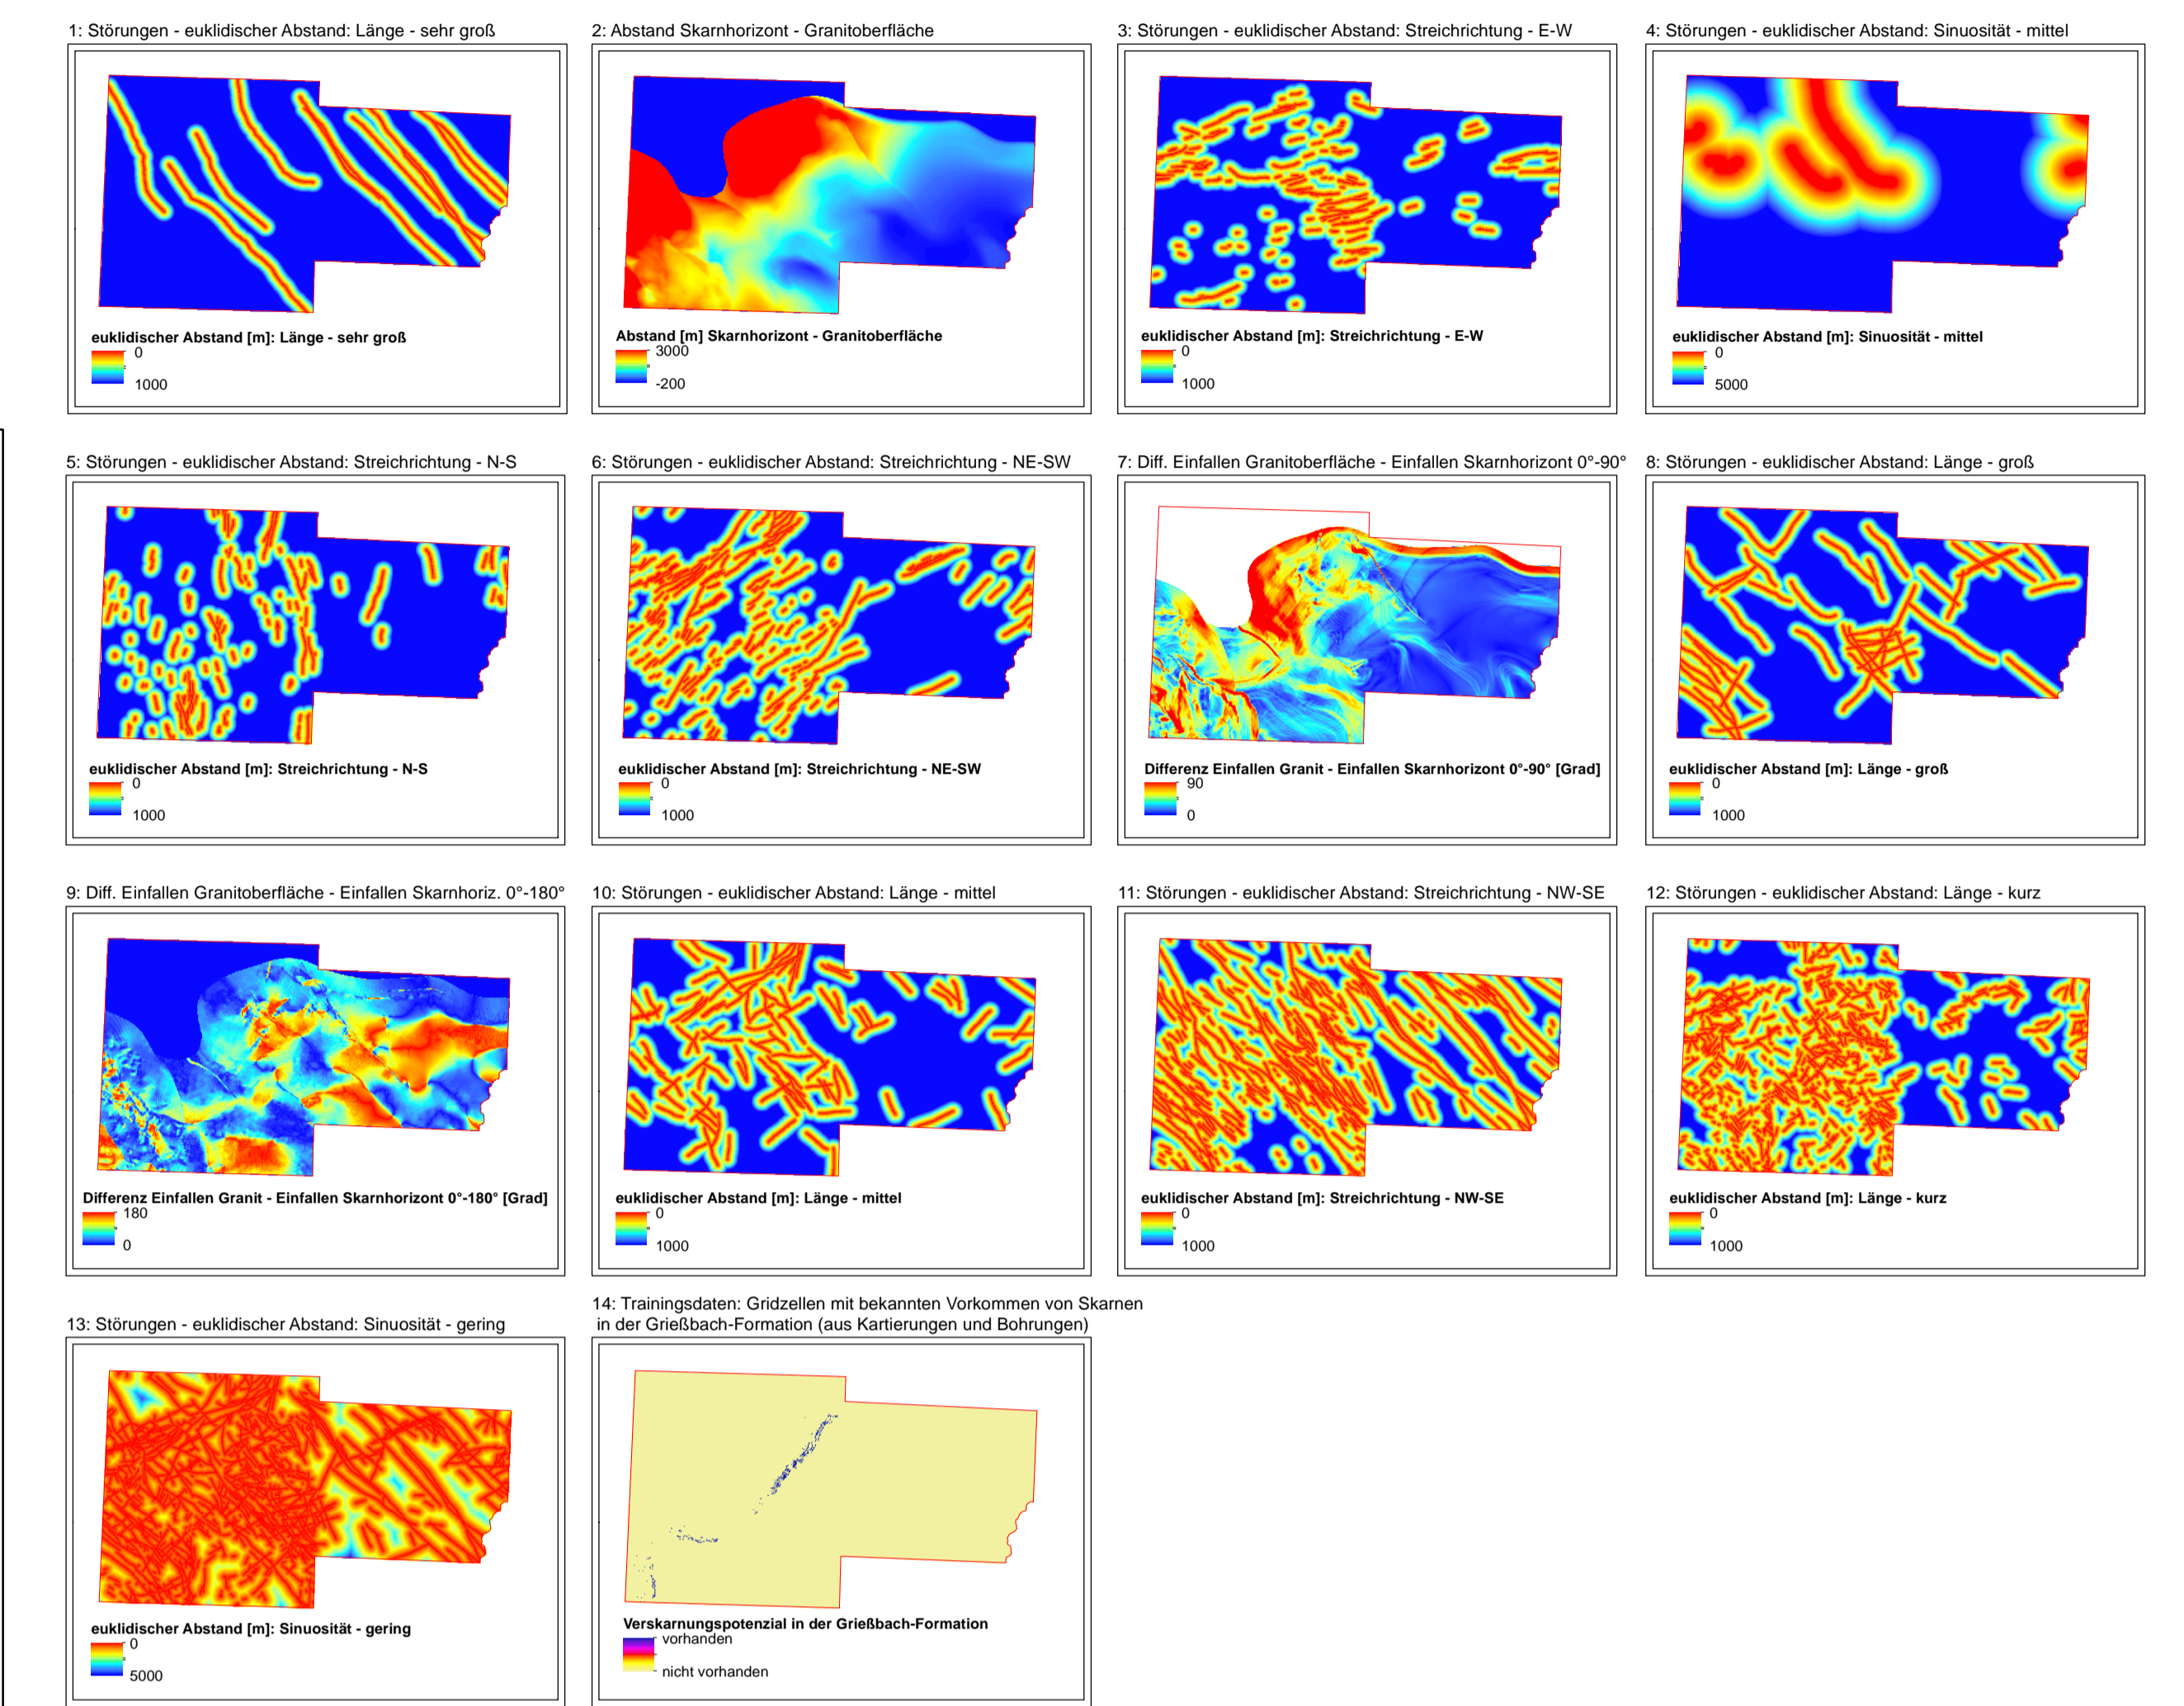 1: Störungen - euklidischer Abstand: Länge - sehr groß
euklidischer Abstand [m]: Länge - sehr groß
0
1000
2: Abstand Skarnhorizont - Granitoberfläche
Abstand [m] Skarnhorizont - Granitoberfläche
3000
-200
3: Störungen - euklidischer Abstand: Streichrichtung - E-W
euklidischer Abstand [m]: Streichrichtung - E-W
0
1000
4: Störungen - euklidischer Abstand: Sinuosität - mittel
euklidischer Abstand [m]: Sinuosität - mittel
0
5000
5: Störungen - euklidischer Abstand: Streichrichtung - N-S
euklidischer Abstand [m]: Streichrichtung - N-S
0
1000
6: Störungen - euklidischer Abstand: Streichrichtung - NE-SW
euklidischer Abstand [m]: Streichrichtung - NE-SW
0
1000
7: Diff. Einfallen Granitoberfläche - Einfallen Skarnhorizont 0°-90°
Differenz Einfallen Granit - Einfallen Skarnhorizont 0°-90° [Grad]
90
0
8: Störungen - euklidischer Abstand: Länge - groß
euklidischer Abstand [m]: Länge - groß
0
1000
9: Diff. Einfallen Granitoberfläche - Einfallen Skarnhoriz. 0°-180°
Differenz Einfallen Granit - Einfallen Skarnhorizont 0°-180° [Grad]
180
0
10: Störungen - euklidischer Abstand: Länge - mittel
euklidischer Abstand [m]: Länge - mittel
0
1000
11: Störungen - euklidischer Abstand: Streichrichtung - NW-SE
euklidischer Abstand [m]: Streichrichtung - NW-SE
0
1000
12: Störungen - euklidischer Abstand: Länge - kurz
euklidischer Abstand [m]: Länge - kurz
0
1000
13: Störungen - euklidischer Abstand: Sinuosität - gering
euklidischer Abstand [m]: Sinuosität - gering
0
5000
14: Trainingsdaten: Gridzellen mit bekannten Vorkommen von Skarnen
in der Grießbach-Formation (aus Kartierungen und Bohrungen)
Verskarnungspotenzial in der Grießbach-Formation
vorhanden
nicht vorhanden